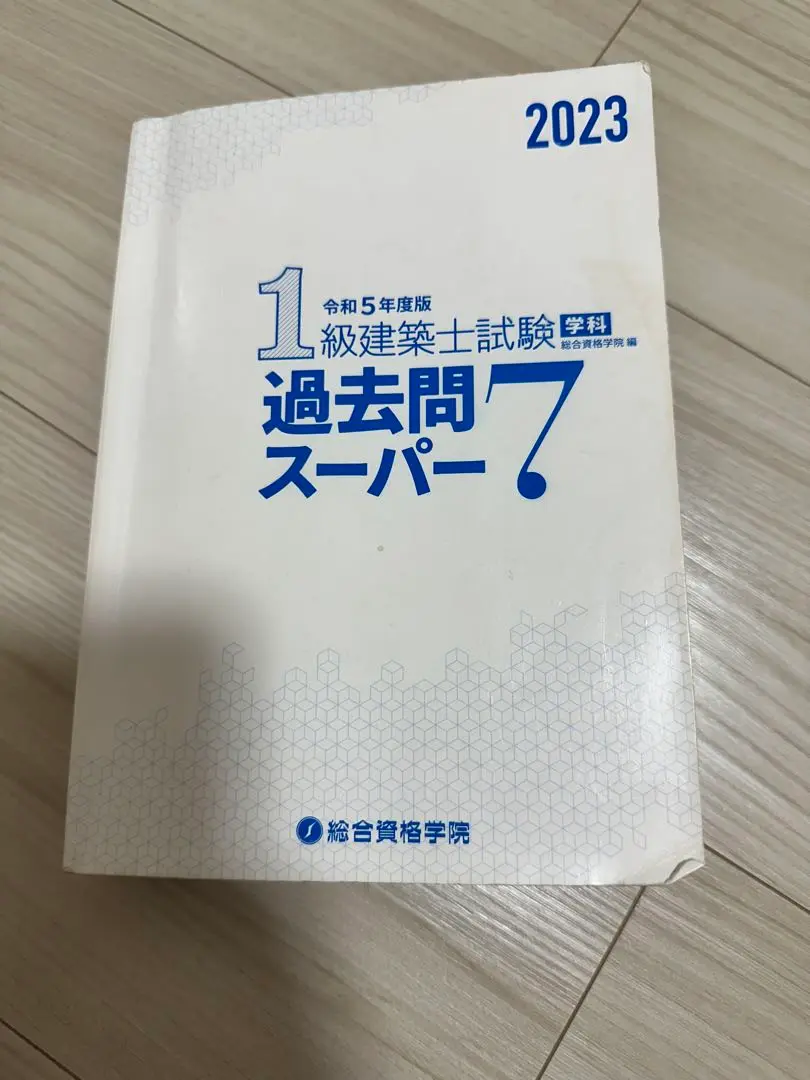 2023
令和5年度版
1級建築士試験 学科
総合資格学院 編
過去問
スーパー7
総合資格学院